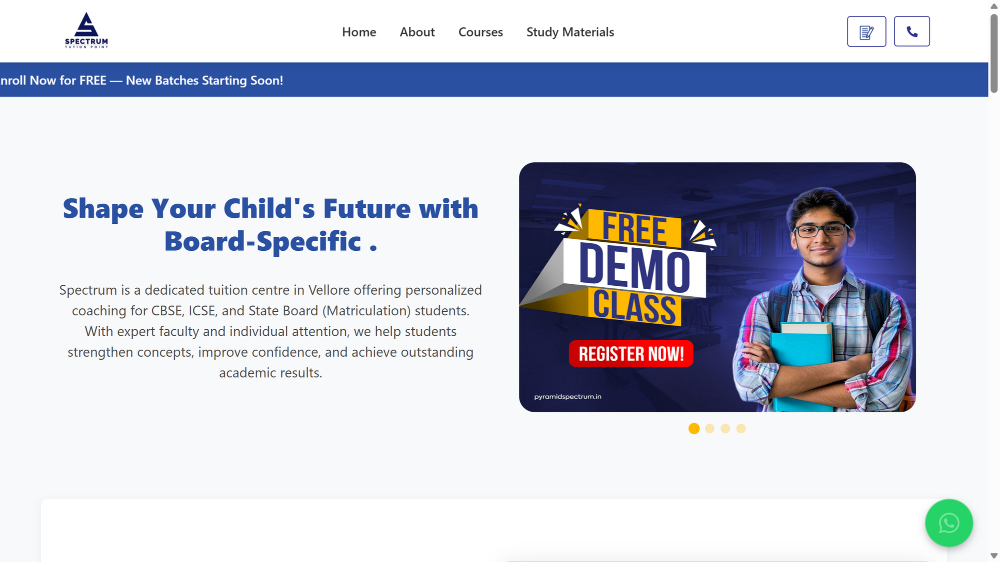 SPECTRUM
TUTION POINT
Home
About
Courses
Study Materials
nroll Now for FREE — New Batches Starting Soon!
Shape Your Child's Future with
Board-Specific .
Spectrum is a dedicated tuition centre in Vellore offering personalized
coaching for CBSE, ICSE, and State Board (Matriculation) students.
With expert faculty and individual attention, we help students
strengthen concepts, improve confidence, and achieve outstanding
academic results.
FREE
DEMO
CLASS
REGISTER NOW!
pyramidspectrum.in